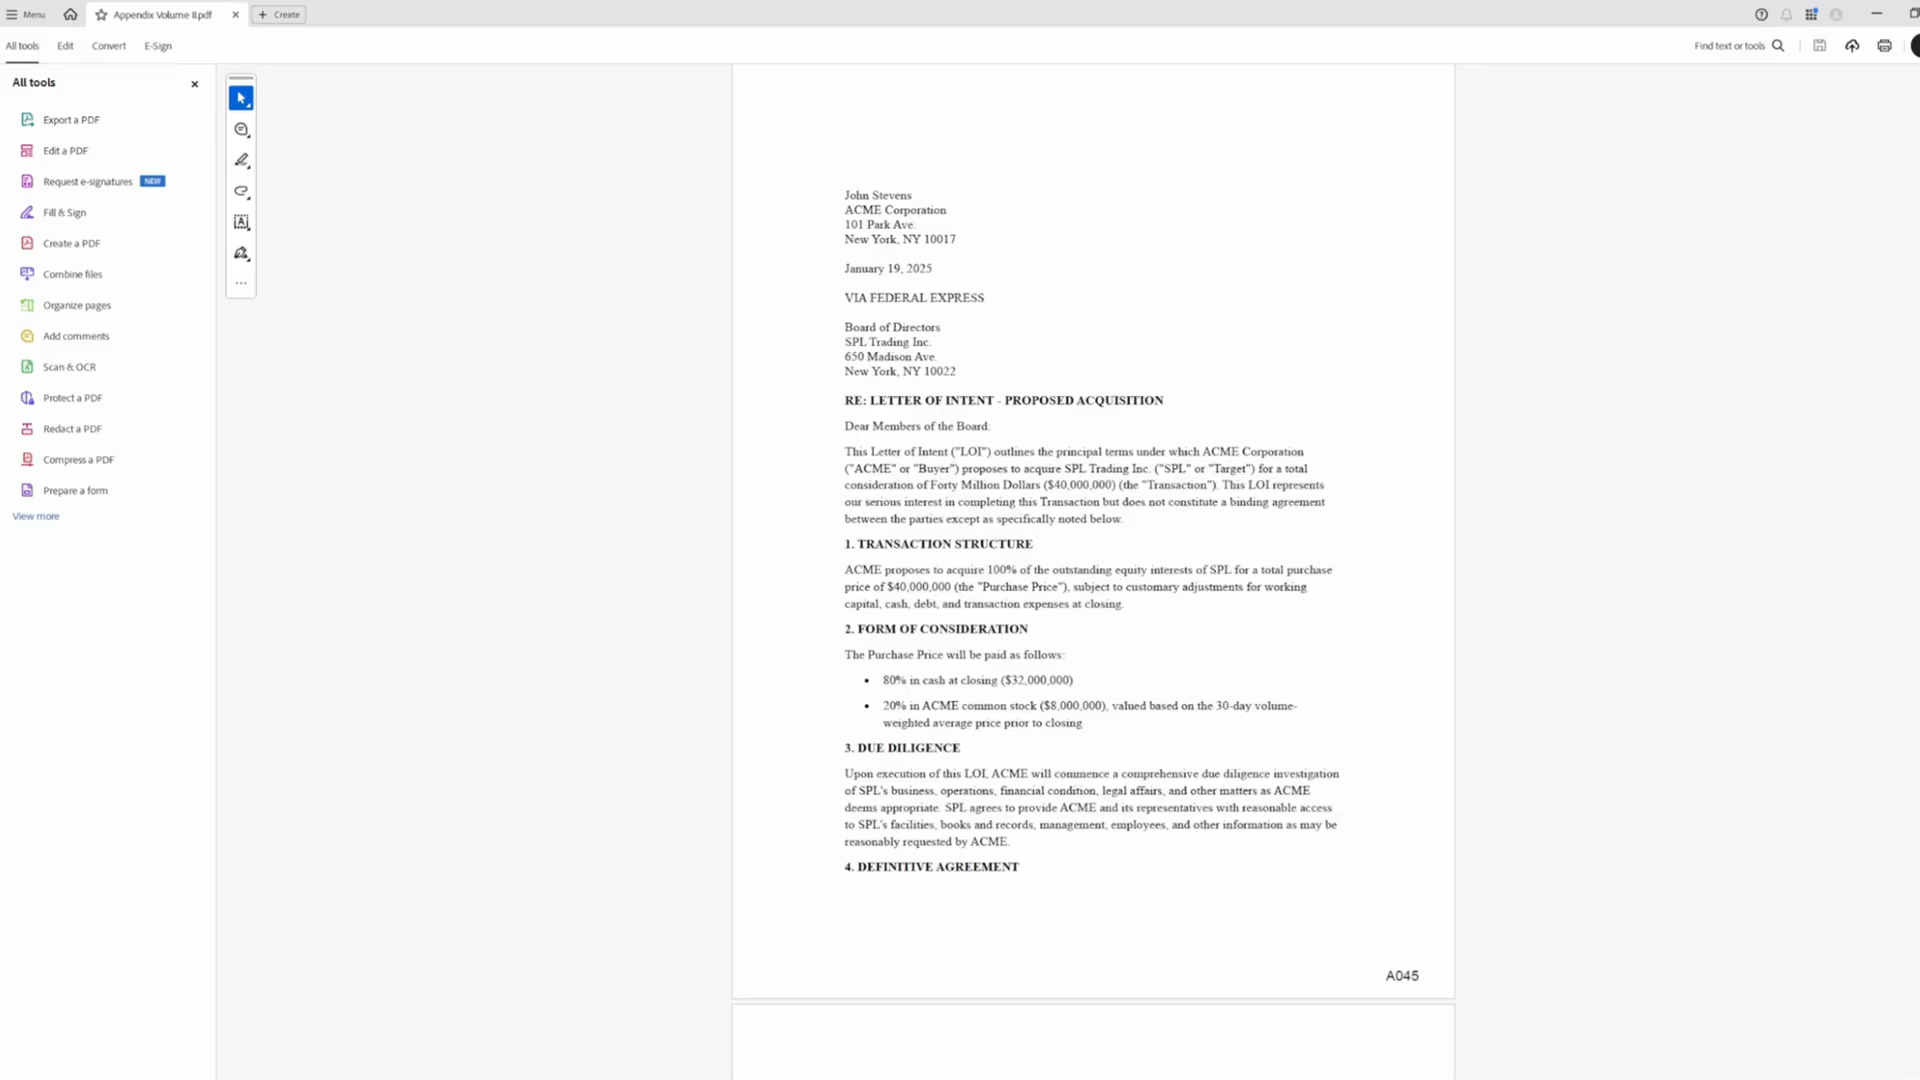 Menu
Appendix Volume II.pdf
Create
All tools
Edit
Convert
E-Sign
Find text or tools
All tools
Export a PDF
Edit a PDF
Request e-signatures NEW
Fill & Sign
Create a PDF
Combine files
Organize pages
Add comments
Scan & OCR
Protect a PDF
Redact a PDF
Compress a PDF
Prepare a form
View more
John Stevens
ACME Corporation
101 Park Ave.
New York, NY 10017
January 19, 2025
VIA FEDERAL EXPRESS
Board of Directors
SPL Trading Inc.
650 Madison Ave.
New York, NY 10022
RE: LETTER OF INTENT - PROPOSED ACQUISITION
Dear Members of the Board:
This Letter of Intent ("LOI") outlines the principal terms under which ACME Corporation
("ACME" or "Buyer") proposes to acquire SPL Trading Inc. ("SPL" or "Target") for a total
consideration of Forty Million Dollars ($40,000,000) (the "Transaction"). This LOI represents
our serious interest in completing this Transaction but does not constitute a binding agreement
between the parties except as specifically noted below.
1. TRANSACTION STRUCTURE
ACME proposes to acquire 100% of the outstanding equity interests of SPL for a total purchase
price of $40,000,000 (the "Purchase Price"), subject to customary adjustments for working
capital, cash, debt, and transaction expenses at closing.
2. FORM OF CONSIDERATION
The Purchase Price will be paid as follows:
• 80% in cash at closing ($32,000,000)
• 20% in ACME common stock ($8,000,000), valued based on the 30-day volume-
weighted average price prior to closing
3. DUE DILIGENCE
Upon execution of this LOI, ACME will commence a comprehensive due diligence investigation
of SPL's business, operations, financial condition, legal affairs, and other matters as ACME
deems appropriate. SPL agrees to provide ACME and its representatives with reasonable access
to SPL's facilities, books and records, management, employees, and other information as may be
reasonably requested by ACME.
4. DEFINITIVE AGREEMENT
A045